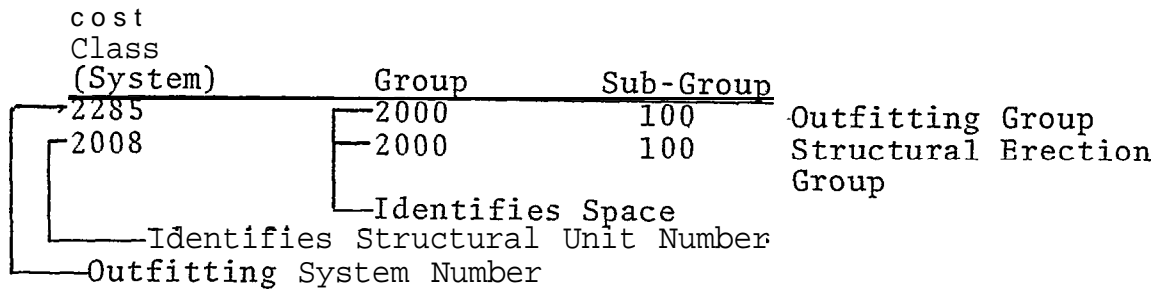 cost
Class
(System) Group Sub-Group
2285 2000 100 Outfitting Group
2008 2000 100 Structural Erection
Group
Identifies Space
Identifies Structural Unit Number
Outfitting System Number